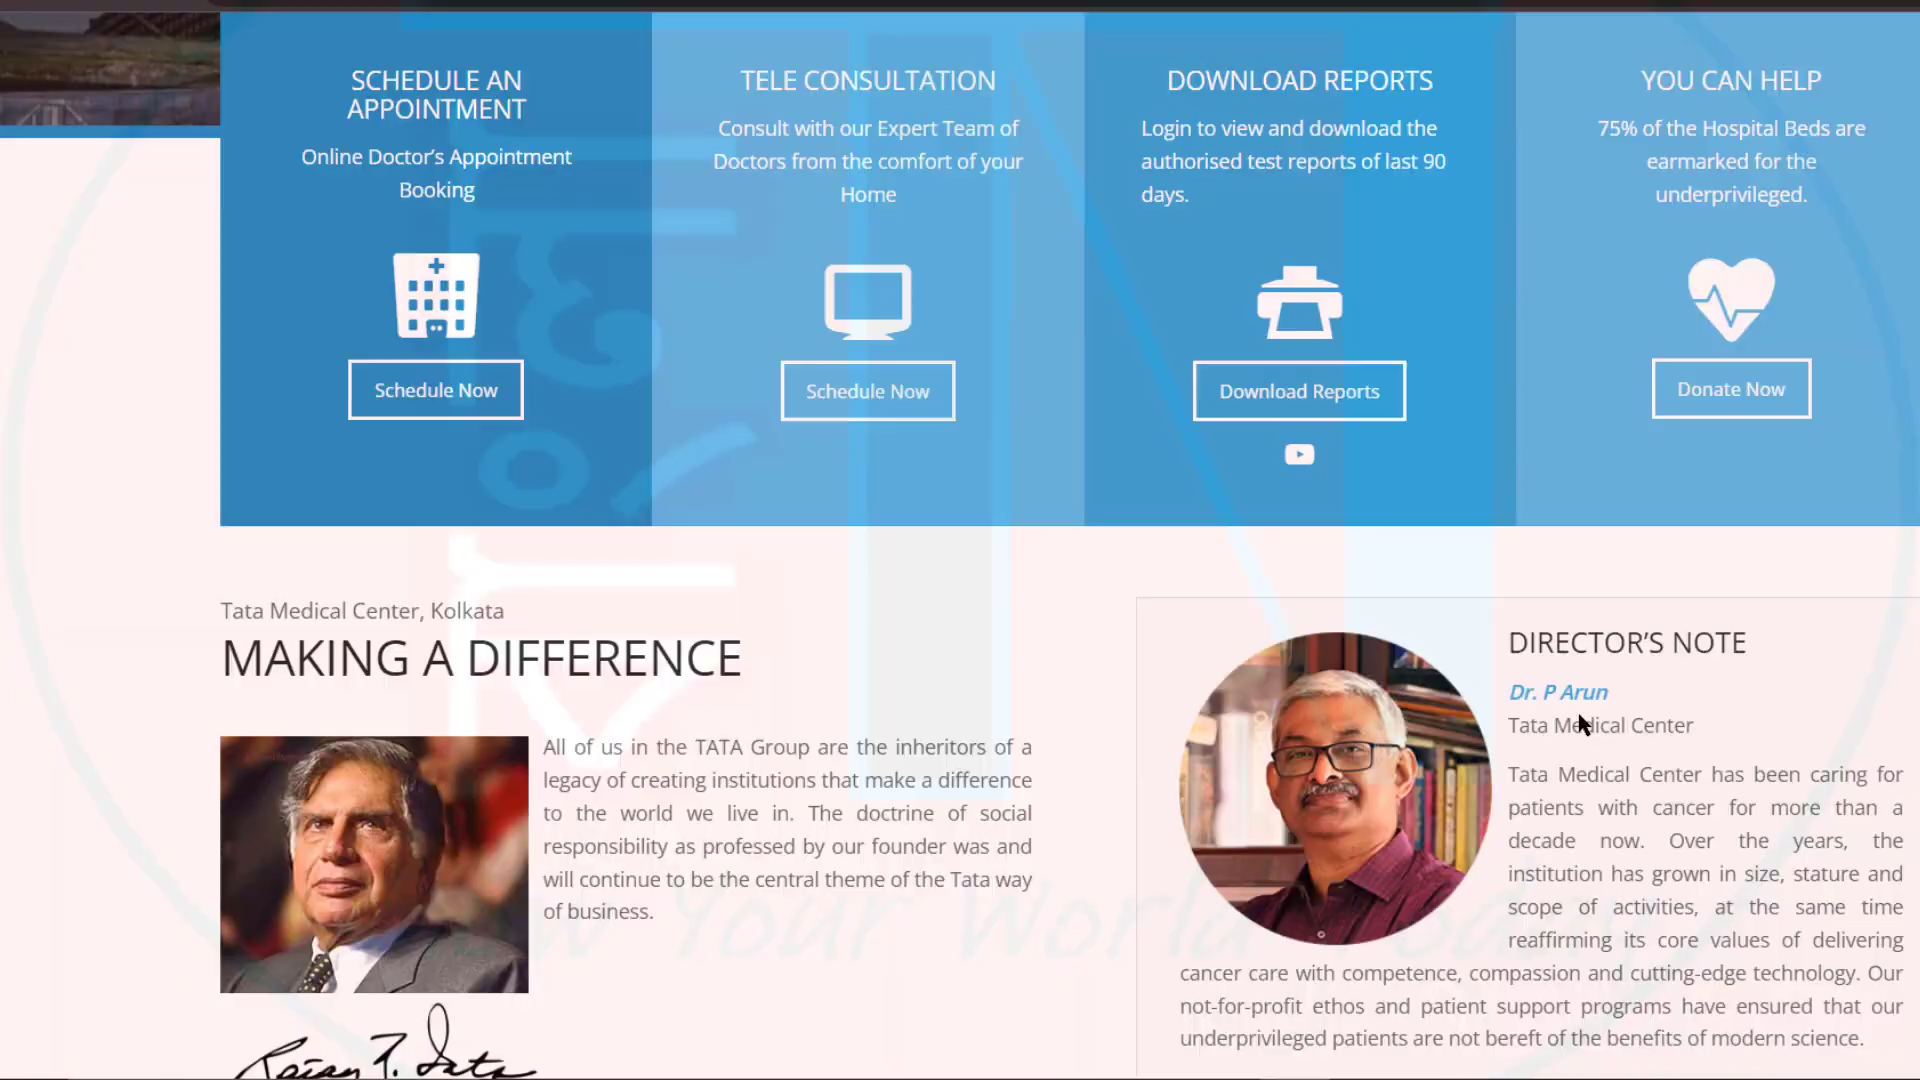 SCHEDULE AN
APPOINTMENT
Online Doctor’s Appointment
Booking
Schedule Now
TELE CONSULTATION
Consult with our Expert Team of
Doctors from the comfort of your
Home
Schedule Now
DOWNLOAD REPORTS
Login to view and download the
authorised test reports of last 90
days.
Download Reports
YOU CAN HELP
75% of the Hospital Beds are
earmarked for the
underprivileged.
Donate Now
Tata Medical Center, Kolkata
MAKING A DIFFERENCE
All of us in the TATA Group are the inheritors of a
legacy of creating institutions that make a difference
to the world we live in. The doctrine of social
responsibility as professed by our founder was and
will continue to be the central theme of the Tata way
of business.
DIRECTOR’S NOTE
Dr. P Arun
Tata Medical Center
Tata Medical Center has been caring for
patients with cancer for more than a
decade now. Over the years, the
institution has grown in size, stature and
scope of activities, at the same time
reaffirming its core values of delivering
cancer care with competence, compassion and cutting-edge technology. Our
not-for-profit ethos and patient support programs have ensured that our
underprivileged patients are not bereft of the benefits of modern science.
Your World